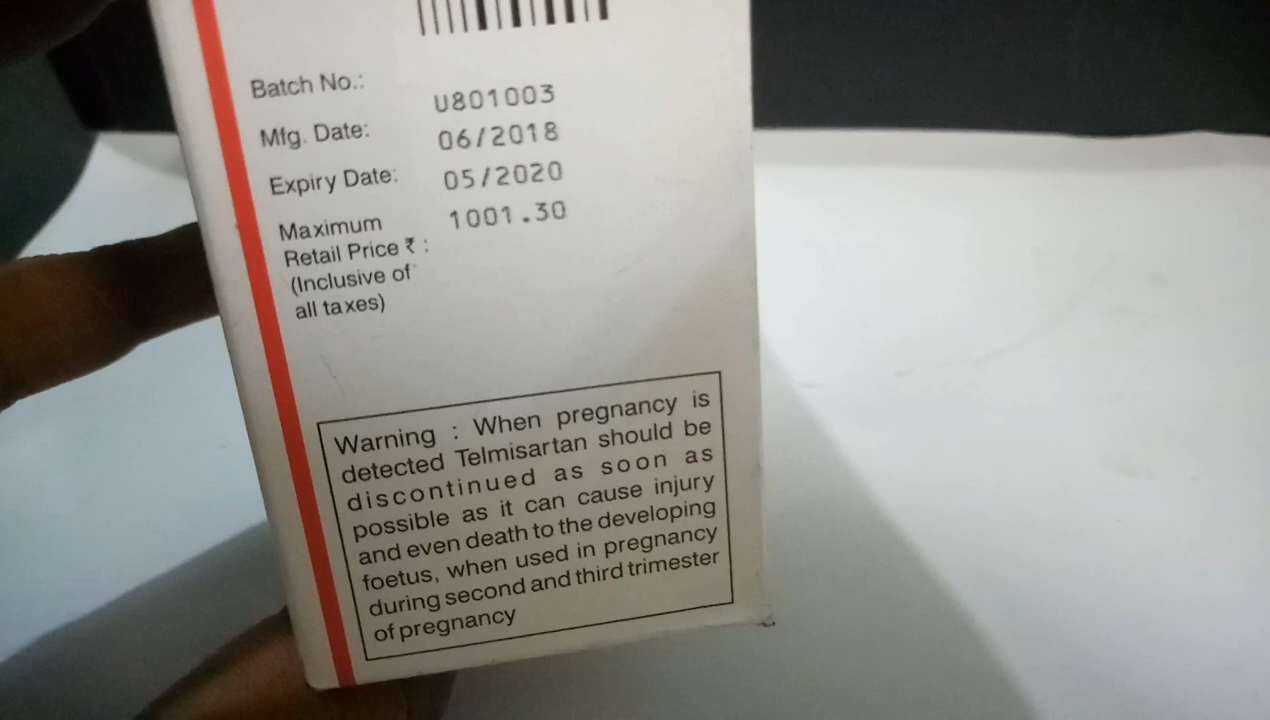 Batch No.: U801003
Mfg. Date: 06/2018
Expiry Date: 05/2020
Maximum 1001.30
Retail Price ₹ :
(Inclusive of
all taxes)
Warning : When pregnancy is
detected Telmisartan should be
discontinued as soon as
possible as it can cause injury
and even death to the developing
foetus, when used in pregnancy
during second and third trimester
of pregnancy